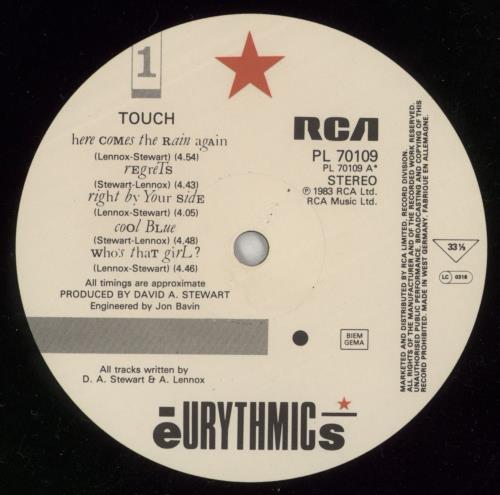 1
TOUCH
here comes the Rain again
(Lennox-Stewart) (4.54)
rEgrеTs
(Stewart-Lennox) (4.43)
right by Your sidE
(Lennox-Stewart) (4.05)
cool BLue
(Stewart-Lennox) (4.48)
Who's thaT girL?
(Lennox-Stewart) (4.46)
All timings are approximate
PRODUCED BY DAVID A. STEWART
Engineered by Jon Bavin
All tracks written by
D. A. Stewart & A. Lennox
RCA
PL 70109
PL 70109 A*
STEREO
℗ 1983 RCA Ltd.
RCA Music Ltd.
BIEM
GEMA
33⅓
LC 0316
MARKETED AND DISTRIBUTED BY RCA LIMITED, RECORD DIVISION.
ALL RIGHTS OF THE MANUFACTURER AND OF THE RECORDED WORK RESERVED.
UNAUTHORISED PUBLIC PERFORMANCE, BROADCASTING AND COPYING OF THIS
RECORD PROHIBITED. MADE IN WEST GERMANY. FABRIQUE EN ALLEMAGNE.
eURYTHMICs